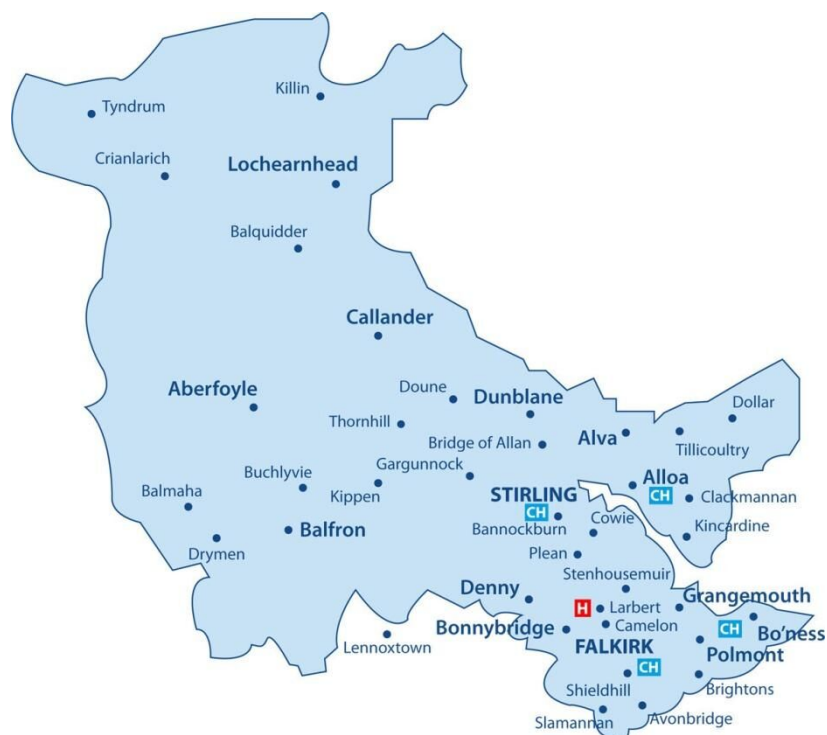 Killin
Tyndrum
Crianlarich
Lochearnhead
Balquidder
Callander
Aberfoyle
Doune
Dunblane
Dollar
Thornhill
Bridge of Allan
Alva
Tillicoultry
Buchlyvie
Gargunnock
Alloa
Balmaha
Kippen
STIRLING
CH
Clackmannan
CH
Balfron
Bannockburn
Cowie
Kincardine
Drymen
Plean
Stenhousemuir
Denny
Grangemouth
H
Larbert
Bonnybridge
Camelon
CH
Bo'ness
Lennoxtown
FALKIRK
Polmont
CH
Shieldhill
Brightons
Slamannan
Avonbridge